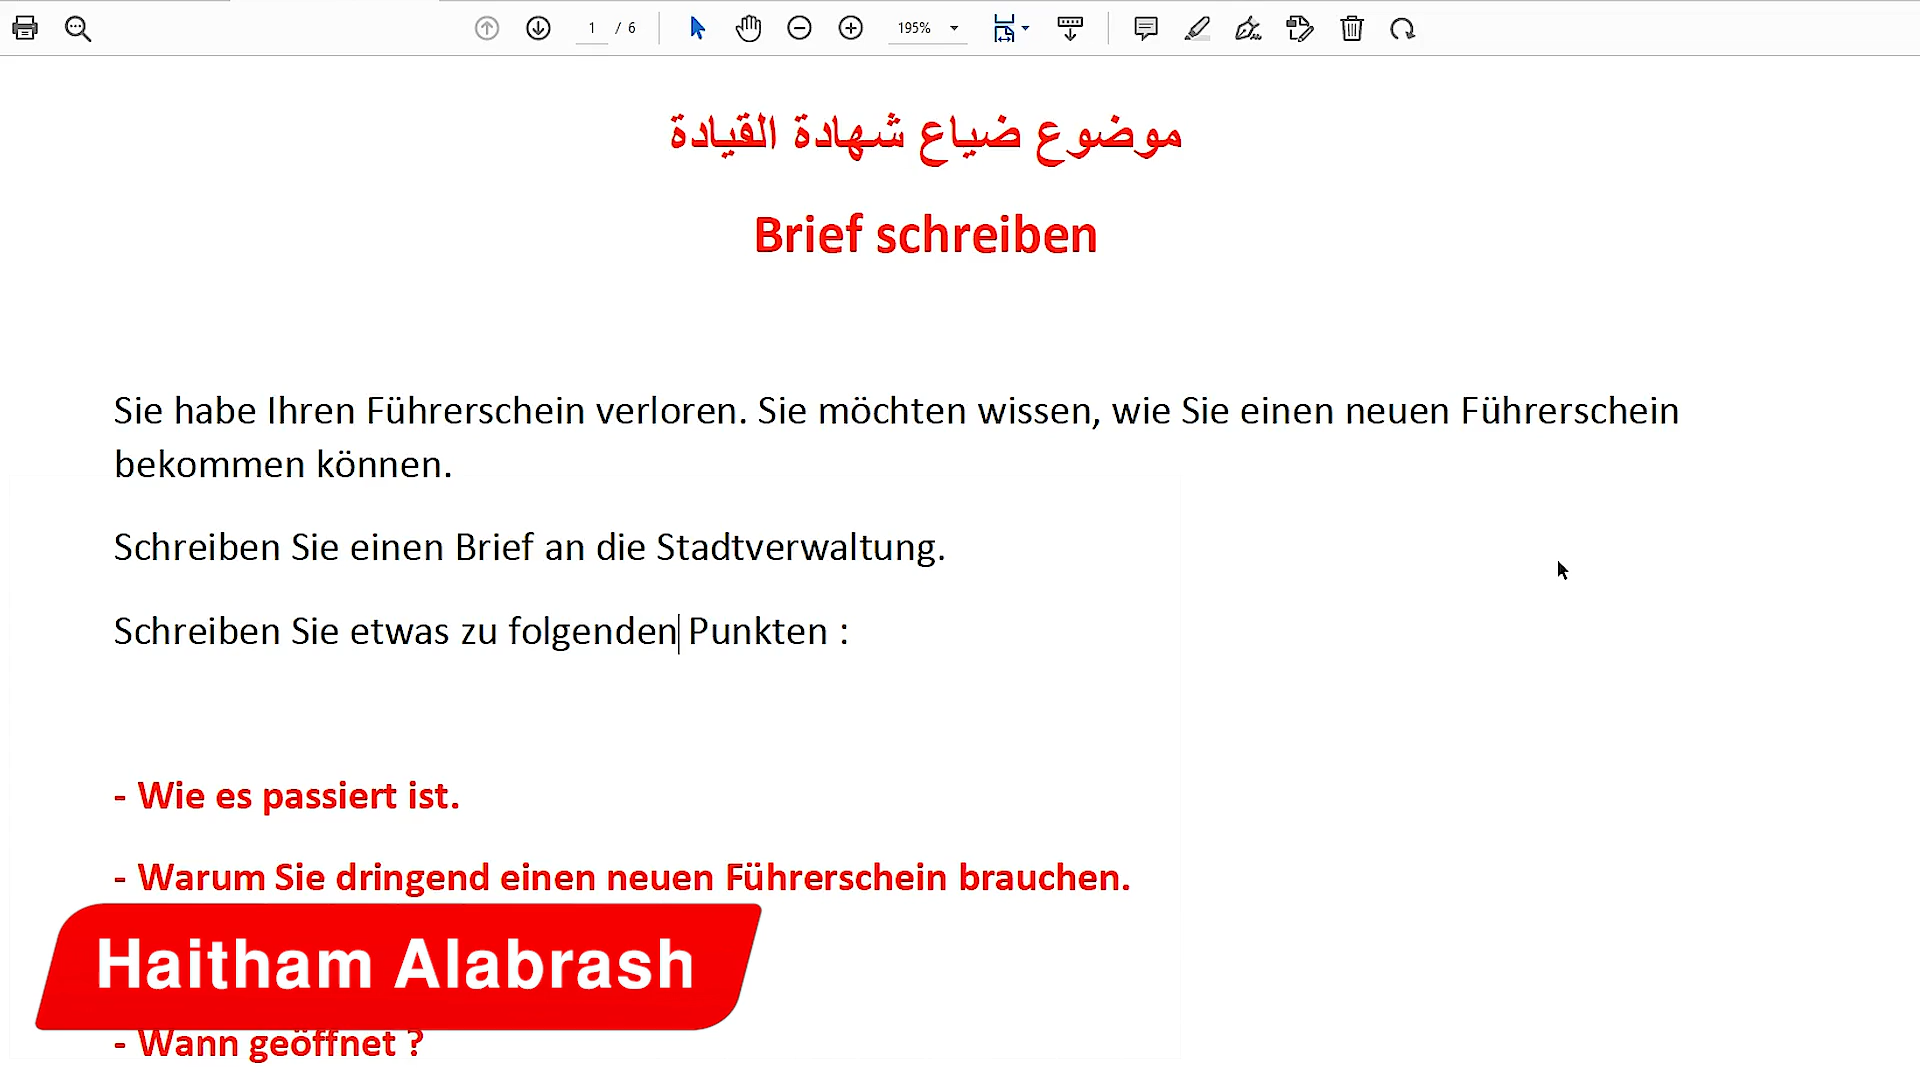 1 / 6
195%
موضوع ضياع شهادة القيادة
Brief schreiben
Sie habe Ihren Führerschein verloren. Sie möchten wissen, wie Sie einen neuen Führerschein
bekommen können.
Schreiben Sie einen Brief an die Stadtverwaltung.
Schreiben Sie etwas zu folgenden Punkten :
- Wie es passiert ist.
- Warum Sie dringend einen neuen Führerschein brauchen.
Haitham Alabrash
- Wann geöffnet ?